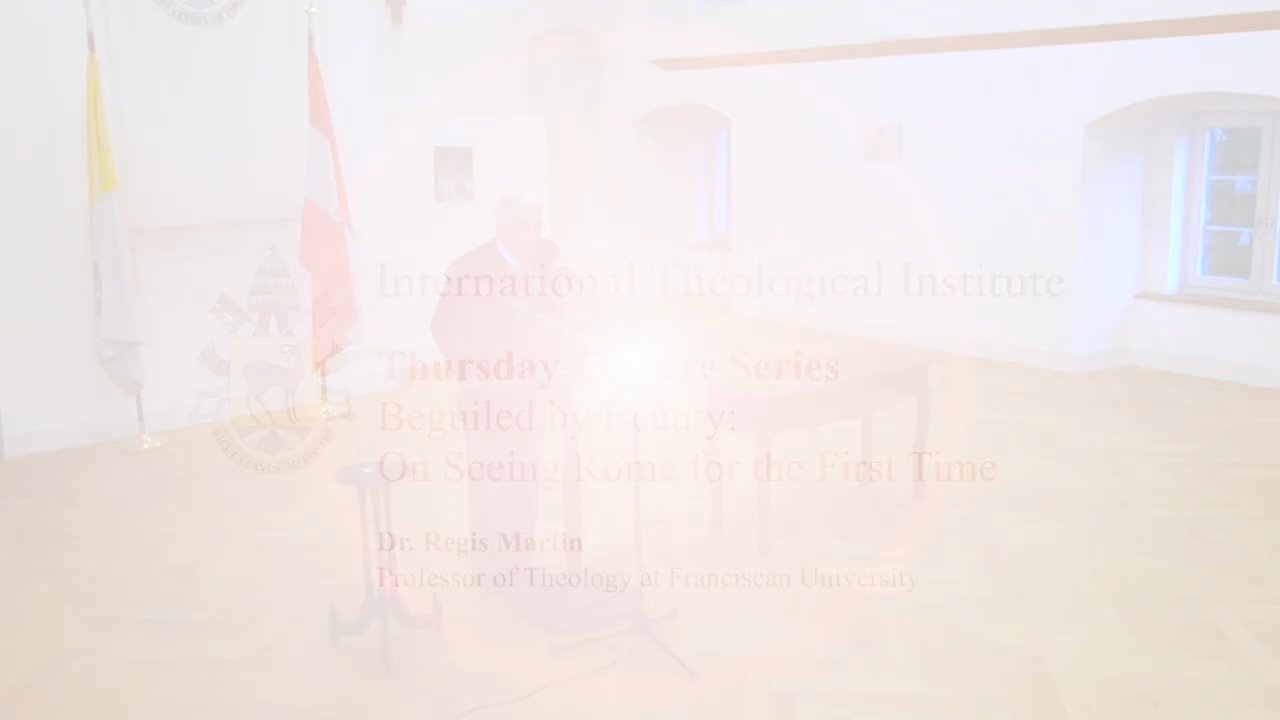 International Theological Institute
Thursday Lecture Series
Beguiled by Beauty:
On Seeing Rome for the First Time
Dr. Regis Martin
Professor of Theology at Franciscan University